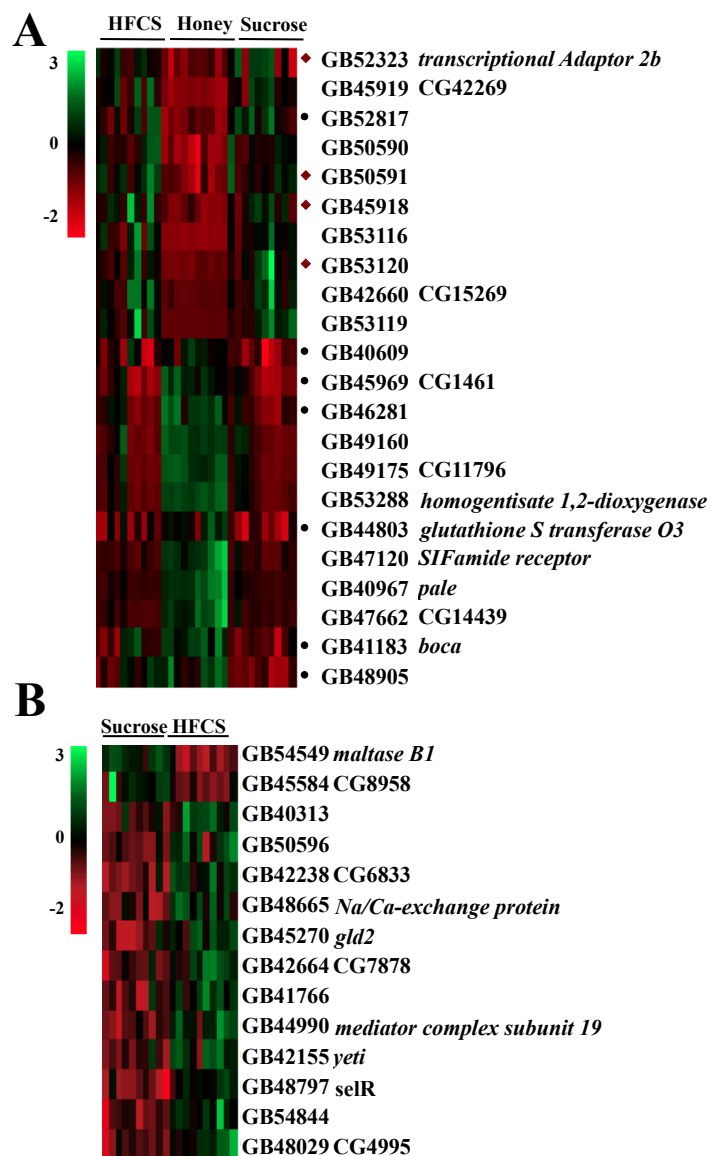 A
HFCS Honey Sucrose
3
0
-2
GB52323 transcriptional Adaptor 2b
GB45919 CG42269
GB52817
GB50590
GB50591
GB45918
GB53116
GB53120
GB42660 CG15269
GB53119
GB40609
GB45969 CG1461
GB46281
GB49160
GB49175 CG11796
GB53288 homogentisate 1,2-dioxygenase
GB44803 glutathione S transferase O3
GB47120 SIFamide receptor
GB40967 pale
GB47662 CG14439
GB41183 boca
GB48905
B
Sucrose HFCS
3
0
-2
GB54549 maltase B1
GB45584 CG8958
GB40313
GB50596
GB42238 CG6833
GB48665 Na/Ca-exchange protein
GB45270 gld2
GB42664 CG7878
GB41766
GB44990 mediator complex subunit 19
GB42155 yeti
GB48797 selR
GB54844
GB48029 CG4995